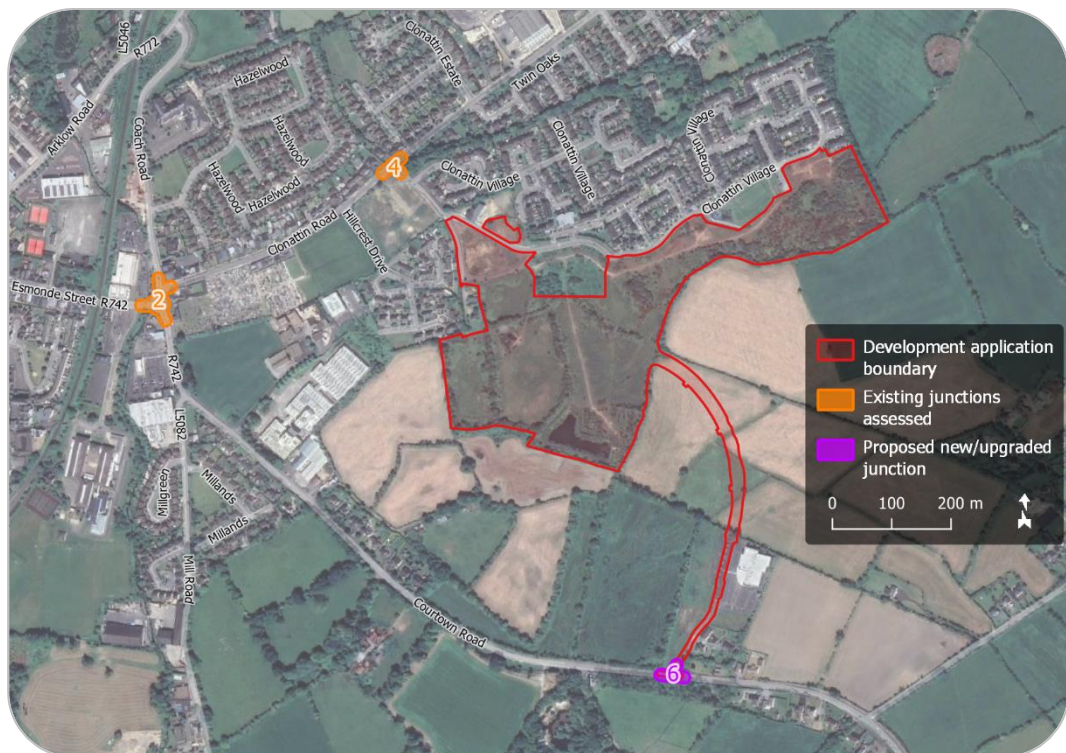 L5046
R772
Arklow Road
Coach Road
Hazelwood
Hazelwood
Hazelwood
Hazelwood
Clonattin Estate
Twin Oaks
4
Clonattin Village
Clonattin Village
Clonattin Village
Clonattin Village
Clonattin Road
Hillcrest Drive
Esmonde Street R742
2
R742
L5082
Millgreen
Millands
Millands
Mill Road
Courtown Road
6
Development application
boundary
Existing junctions
assessed
Proposed new/upgraded
junction
0 100 200 m